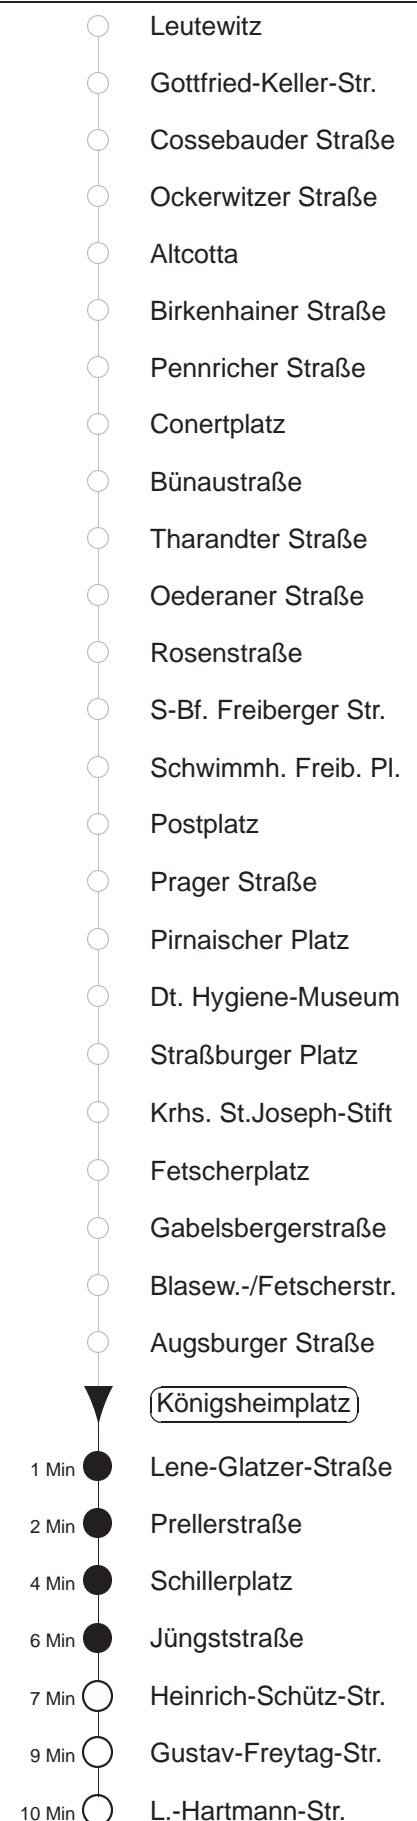 Leutewitz
Gottfried-Keller-Str.
Cossebauder Straße
Ockerwitzer Straße
Altcotta
Birkenhainer Straße
Pennricher Straße
Conertplatz
Bünaustraße
Tharandter Straße
Oederaner Straße
Rosenstraße
S-Bf. Freiberger Str.
Schwimmh. Freib. Pl.
Postplatz
Prager Straße
Pirnaischer Platz
Dt. Hygiene-Museum
Straßburger Platz
Krhs. St.Joseph-Stift
Fetscherplatz
Gabelsbergerstraße
Blasew.-/Fetscherstr.
Augsburger Straße
Königsheimplatz
1 Min Lene-Glatzer-Straße
2 Min Prellerstraße
4 Min Schillerplatz
6 Min Jüngststraße
7 Min Heinrich-Schütz-Str.
9 Min Gustav-Freytag-Str.
10 Min L.-Hartmann-Str.